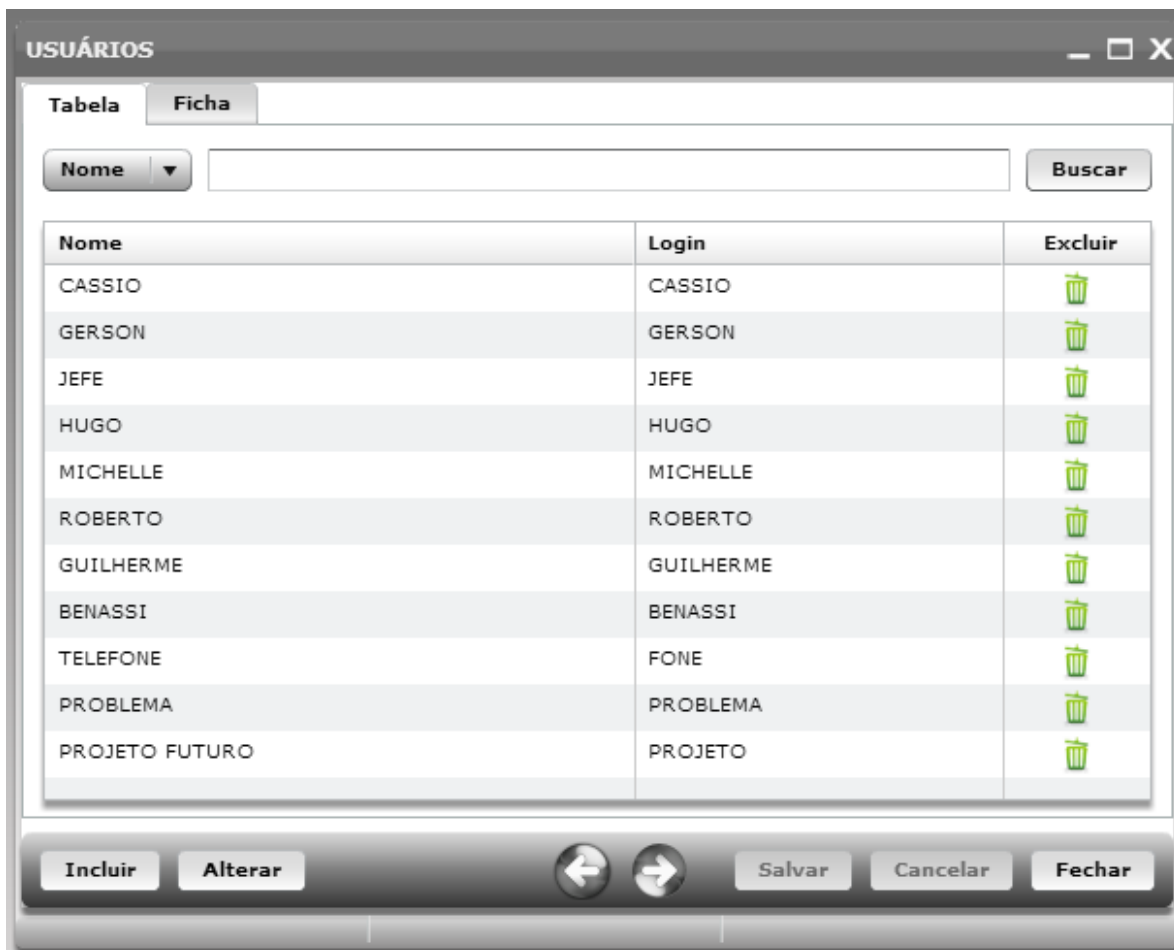 USUÁRIOS
Tabela Ficha
Nome Buscar
Nome Login Excluir
CASSIO CASSIO
GERSON GERSON
JEFE JEFE
HUGO HUGO
MICHELLE MICHELLE
ROBERTO ROBERTO
GUILHERME GUILHERME
BENASSI BENASSI
TELEFONE FONE
PROBLEMA PROBLEMA
PROJETO FUTURO PROJETO
Incluir Alterar Salvar Cancelar Fechar